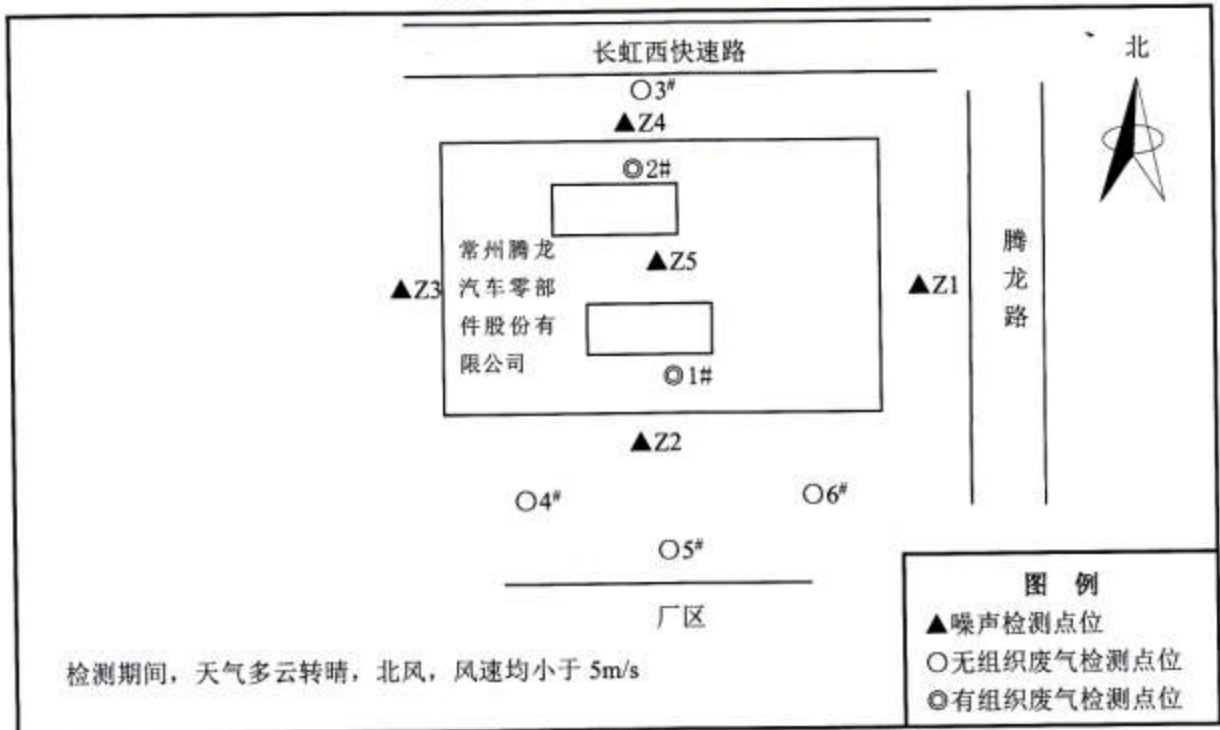 长虹西快速路
北
○3#
▲Z4
◎2#
常州腾龙
汽车零部
件股份有
限公司
▲Z5
▲Z3
▲Z1
腾龙路
◎1#
▲Z2
○4#
○6#
○5#
厂区
检测期间，天气多云转晴，北风，风速均小于 5m/s
图 例
▲噪声检测点位
○无组织废气检测点位
◎有组织废气检测点位